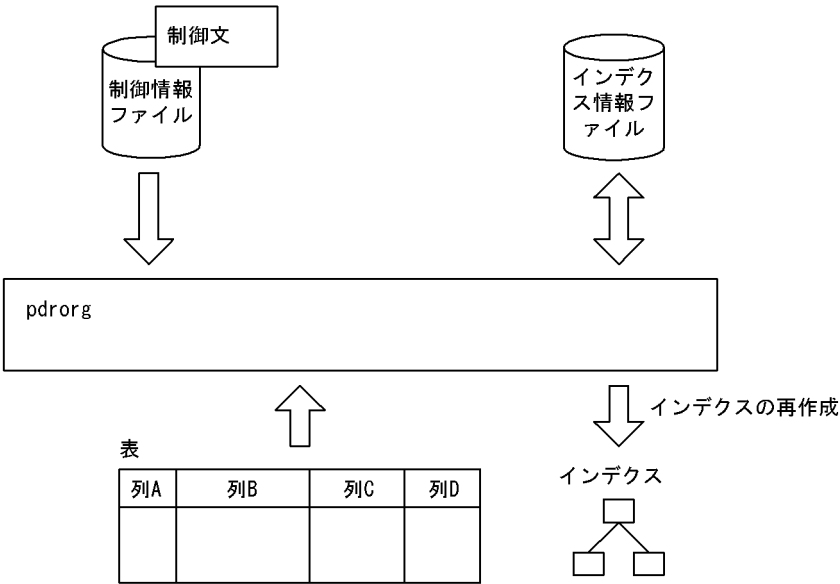 制御文
制御情報
ファイル
インデク
ス情報フ
ァイル
pdrorg
インデックスの再作成
表
列A
列B
列C
列D
インデクス